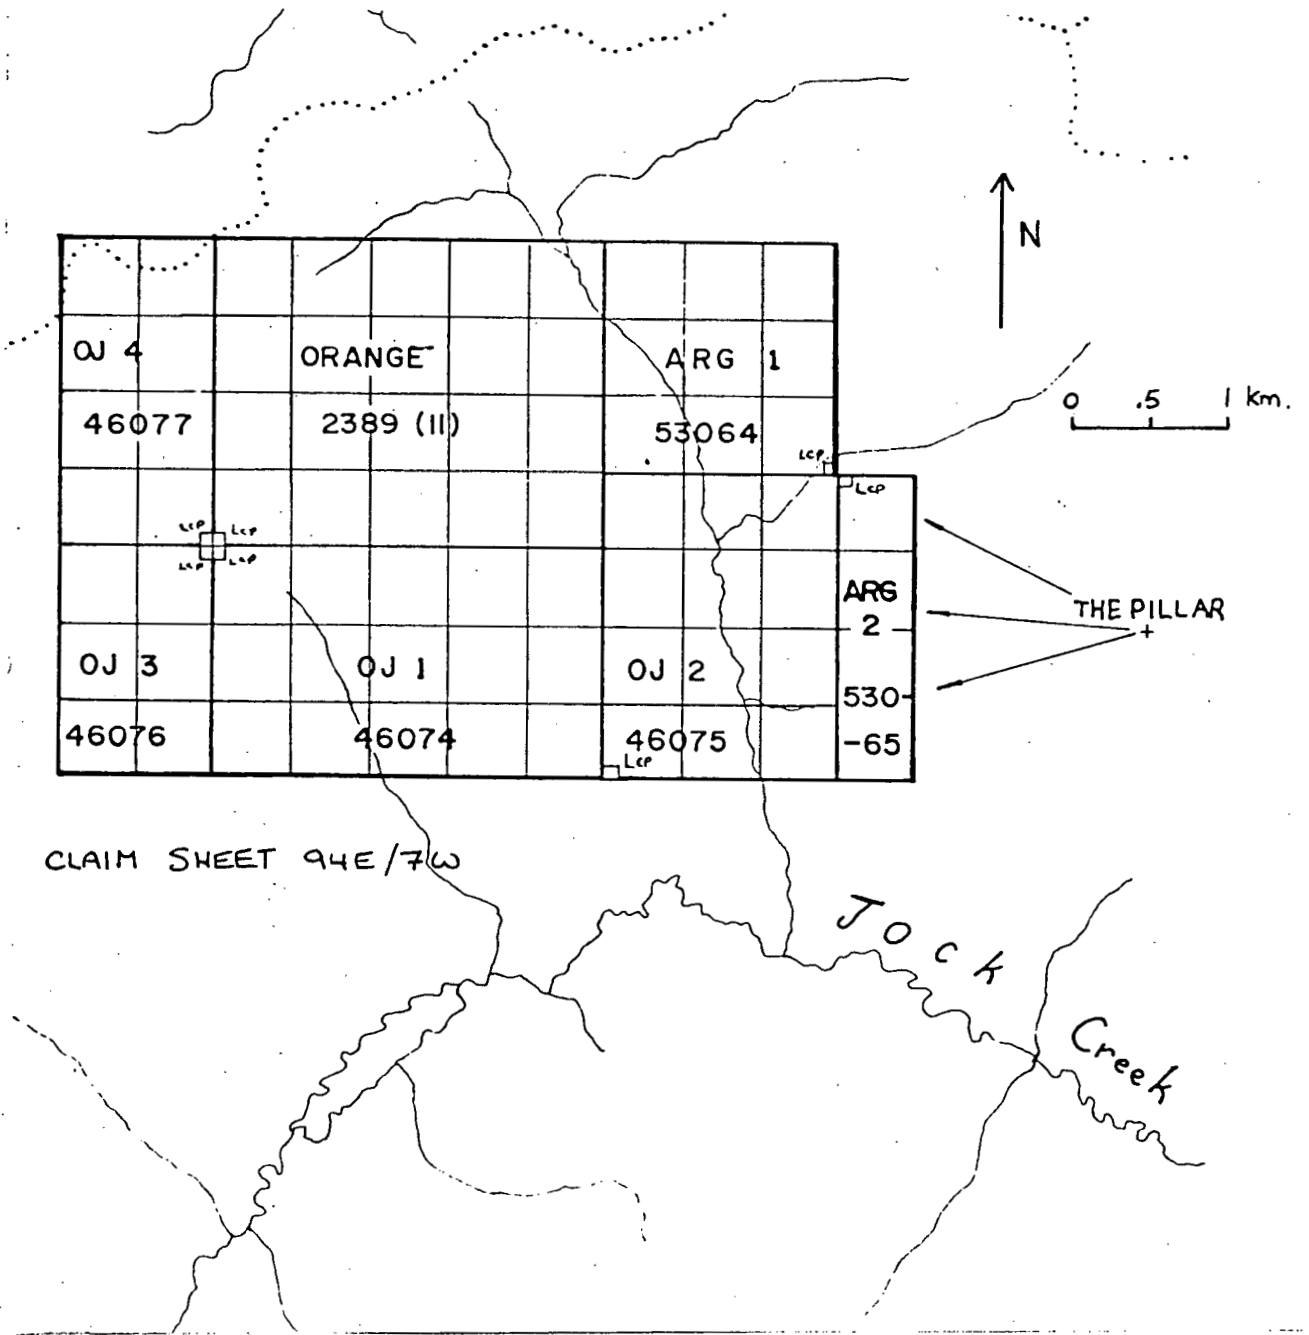 N
OJ 4
ORANGE
ARG 1
0 .5 1 km.
46077
2389 (II)
53064
LCP
LCP
LCP LCP
LCP LCP
ARG
2
THE PILLAR
OJ 3
OJ 1
OJ 2
530-
46076
46074
46075
-65
LCP
CLAIM SHEET 94E/7W
Jock
Creek